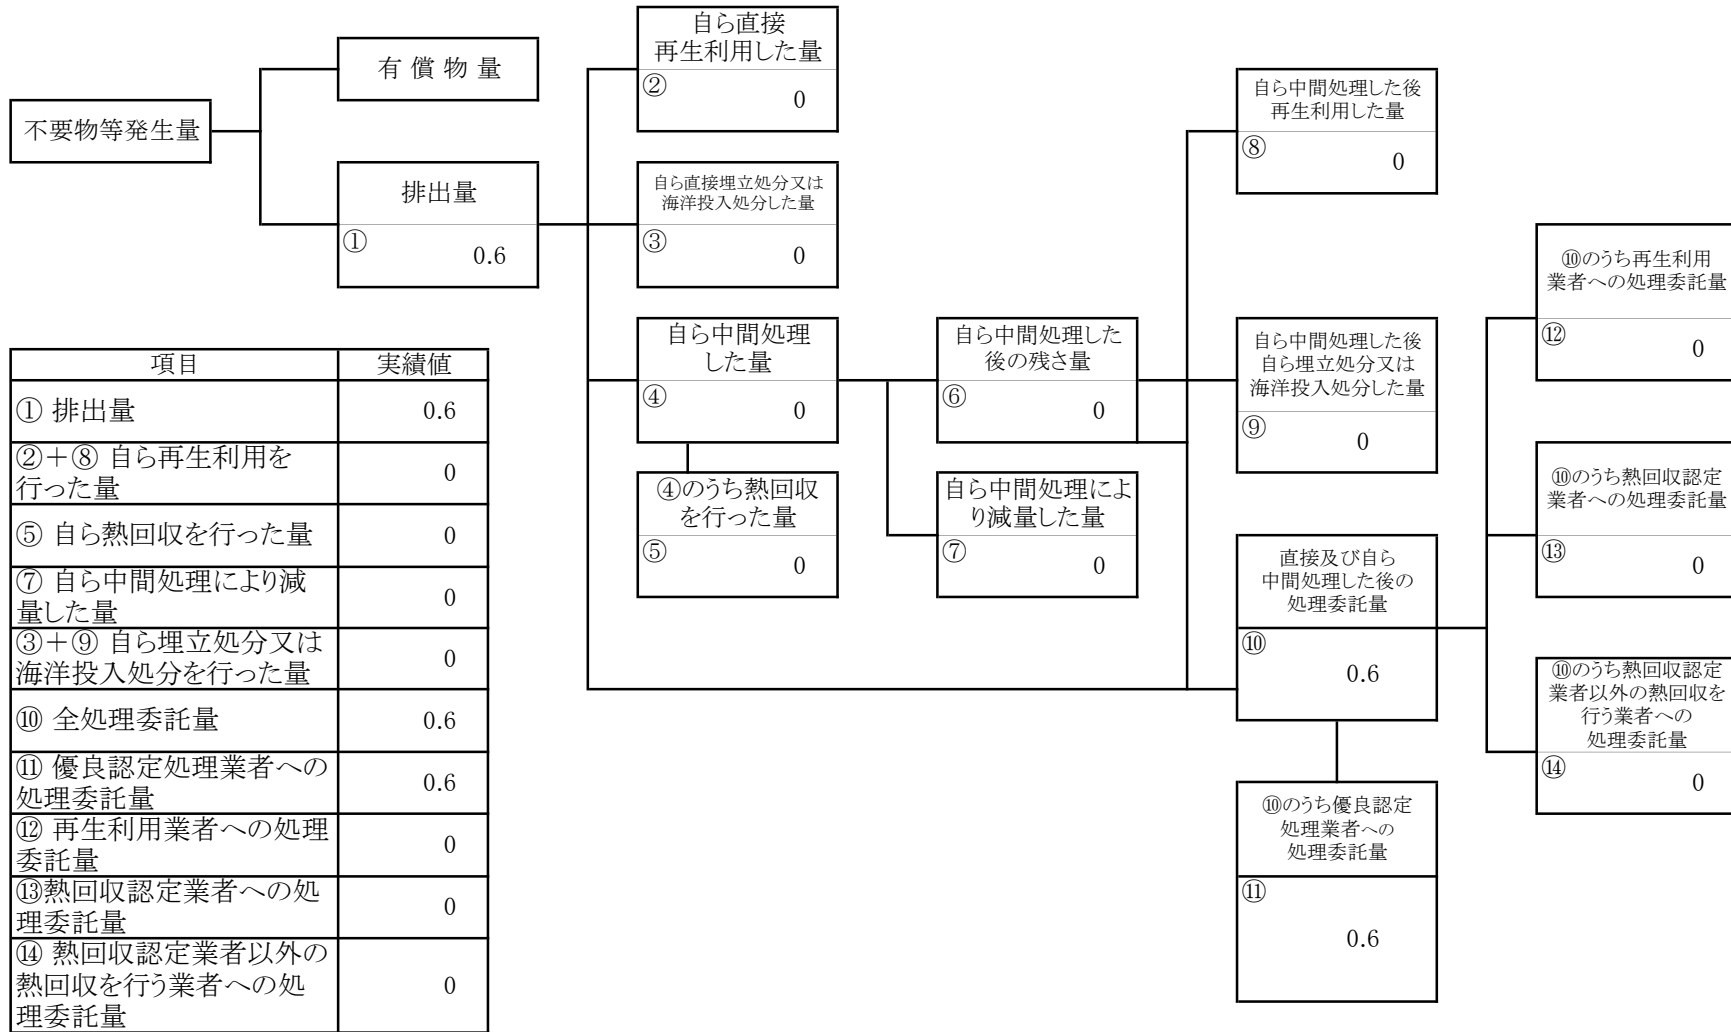 不要物等発生量
有 償 物 量
排出量
①
0.6
自ら直接
再生利用した量
②
0
自ら直接埋立処分又は
海洋投入処分した量
③
0
自ら中間処理
した量
④
0
④のうち熱回収
を行った量
⑤
0
自ら中間処理した
後の残さ量
⑥
0
自ら中間処理によ
り減量した量
⑦
0
自ら中間処理した後
再生利用した量
⑧
0
自ら中間処理した後
自ら埋立処分又は
海洋投入処分した量
⑨
0
直接及び自ら
中間処理した後の
処理委託量
⑩
0.6
⑩のうち優良認定
処理業者への
処理委託量
⑪
0.6
⑩のうち再生利用
業者への処理委託量
⑫
0
⑩のうち熱回収認定
業者への処理委託量
⑬
0
⑩のうち熱回収認定
業者以外の熱回収を
行う業者への
処理委託量
⑭
0
項目 実績値
① 排出量 0.6
②＋⑧ 自ら再生利用を
行った量 0
⑤ 自ら熱回収を行った量 0
⑦ 自ら中間処理により減
量した量 0
③＋⑨ 自ら埋立処分又は
海洋投入処分を行った量 0
⑩ 全処理委託量 0.6
⑪ 優良認定処理業者への
処理委託量 0.6
⑫ 再生利用業者への処理
委託量 0
⑬熱回収認定業者への処
理委託量 0
⑭ 熱回収認定業者以外の
熱回収を行う業者への処
理委託量 0